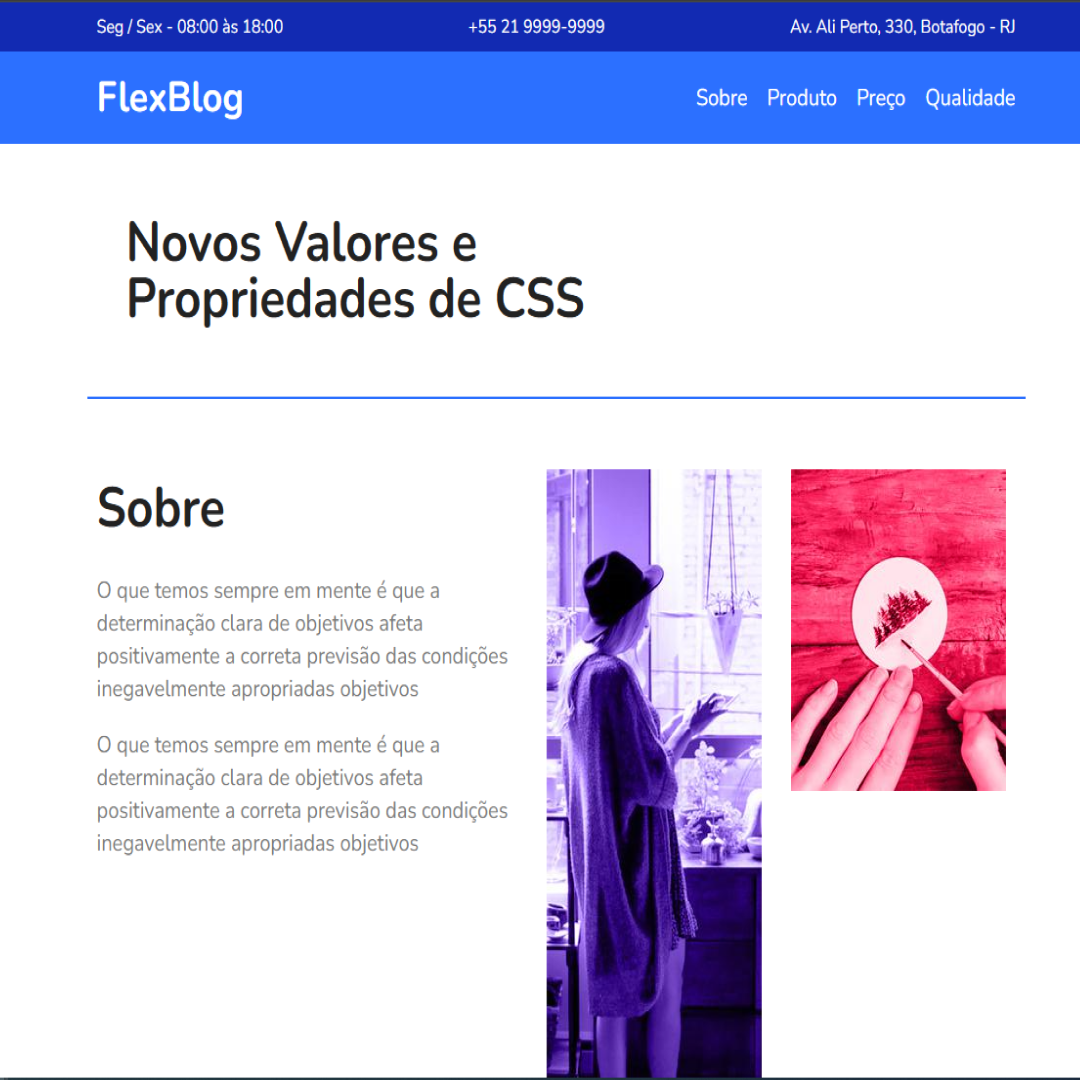 Seg / Sex - 08:00 às 18:00
+55 21 9999-9999
Av. Ali Perto, 330, Botafogo - RJ
FlexBlog
Sobre
Produto
Preço
Qualidade
Novos Valores e
Propriedades de CSS
Sobre
O que temos sempre em mente é que a
determinação clara de objetivos afeta
positivamente a correta previsão das condições
inegavelmente apropriadas objetivos
O que temos sempre em mente é que a
determinação clara de objetivos afeta
positivamente a correta previsão das condições
inegavelmente apropriadas objetivos